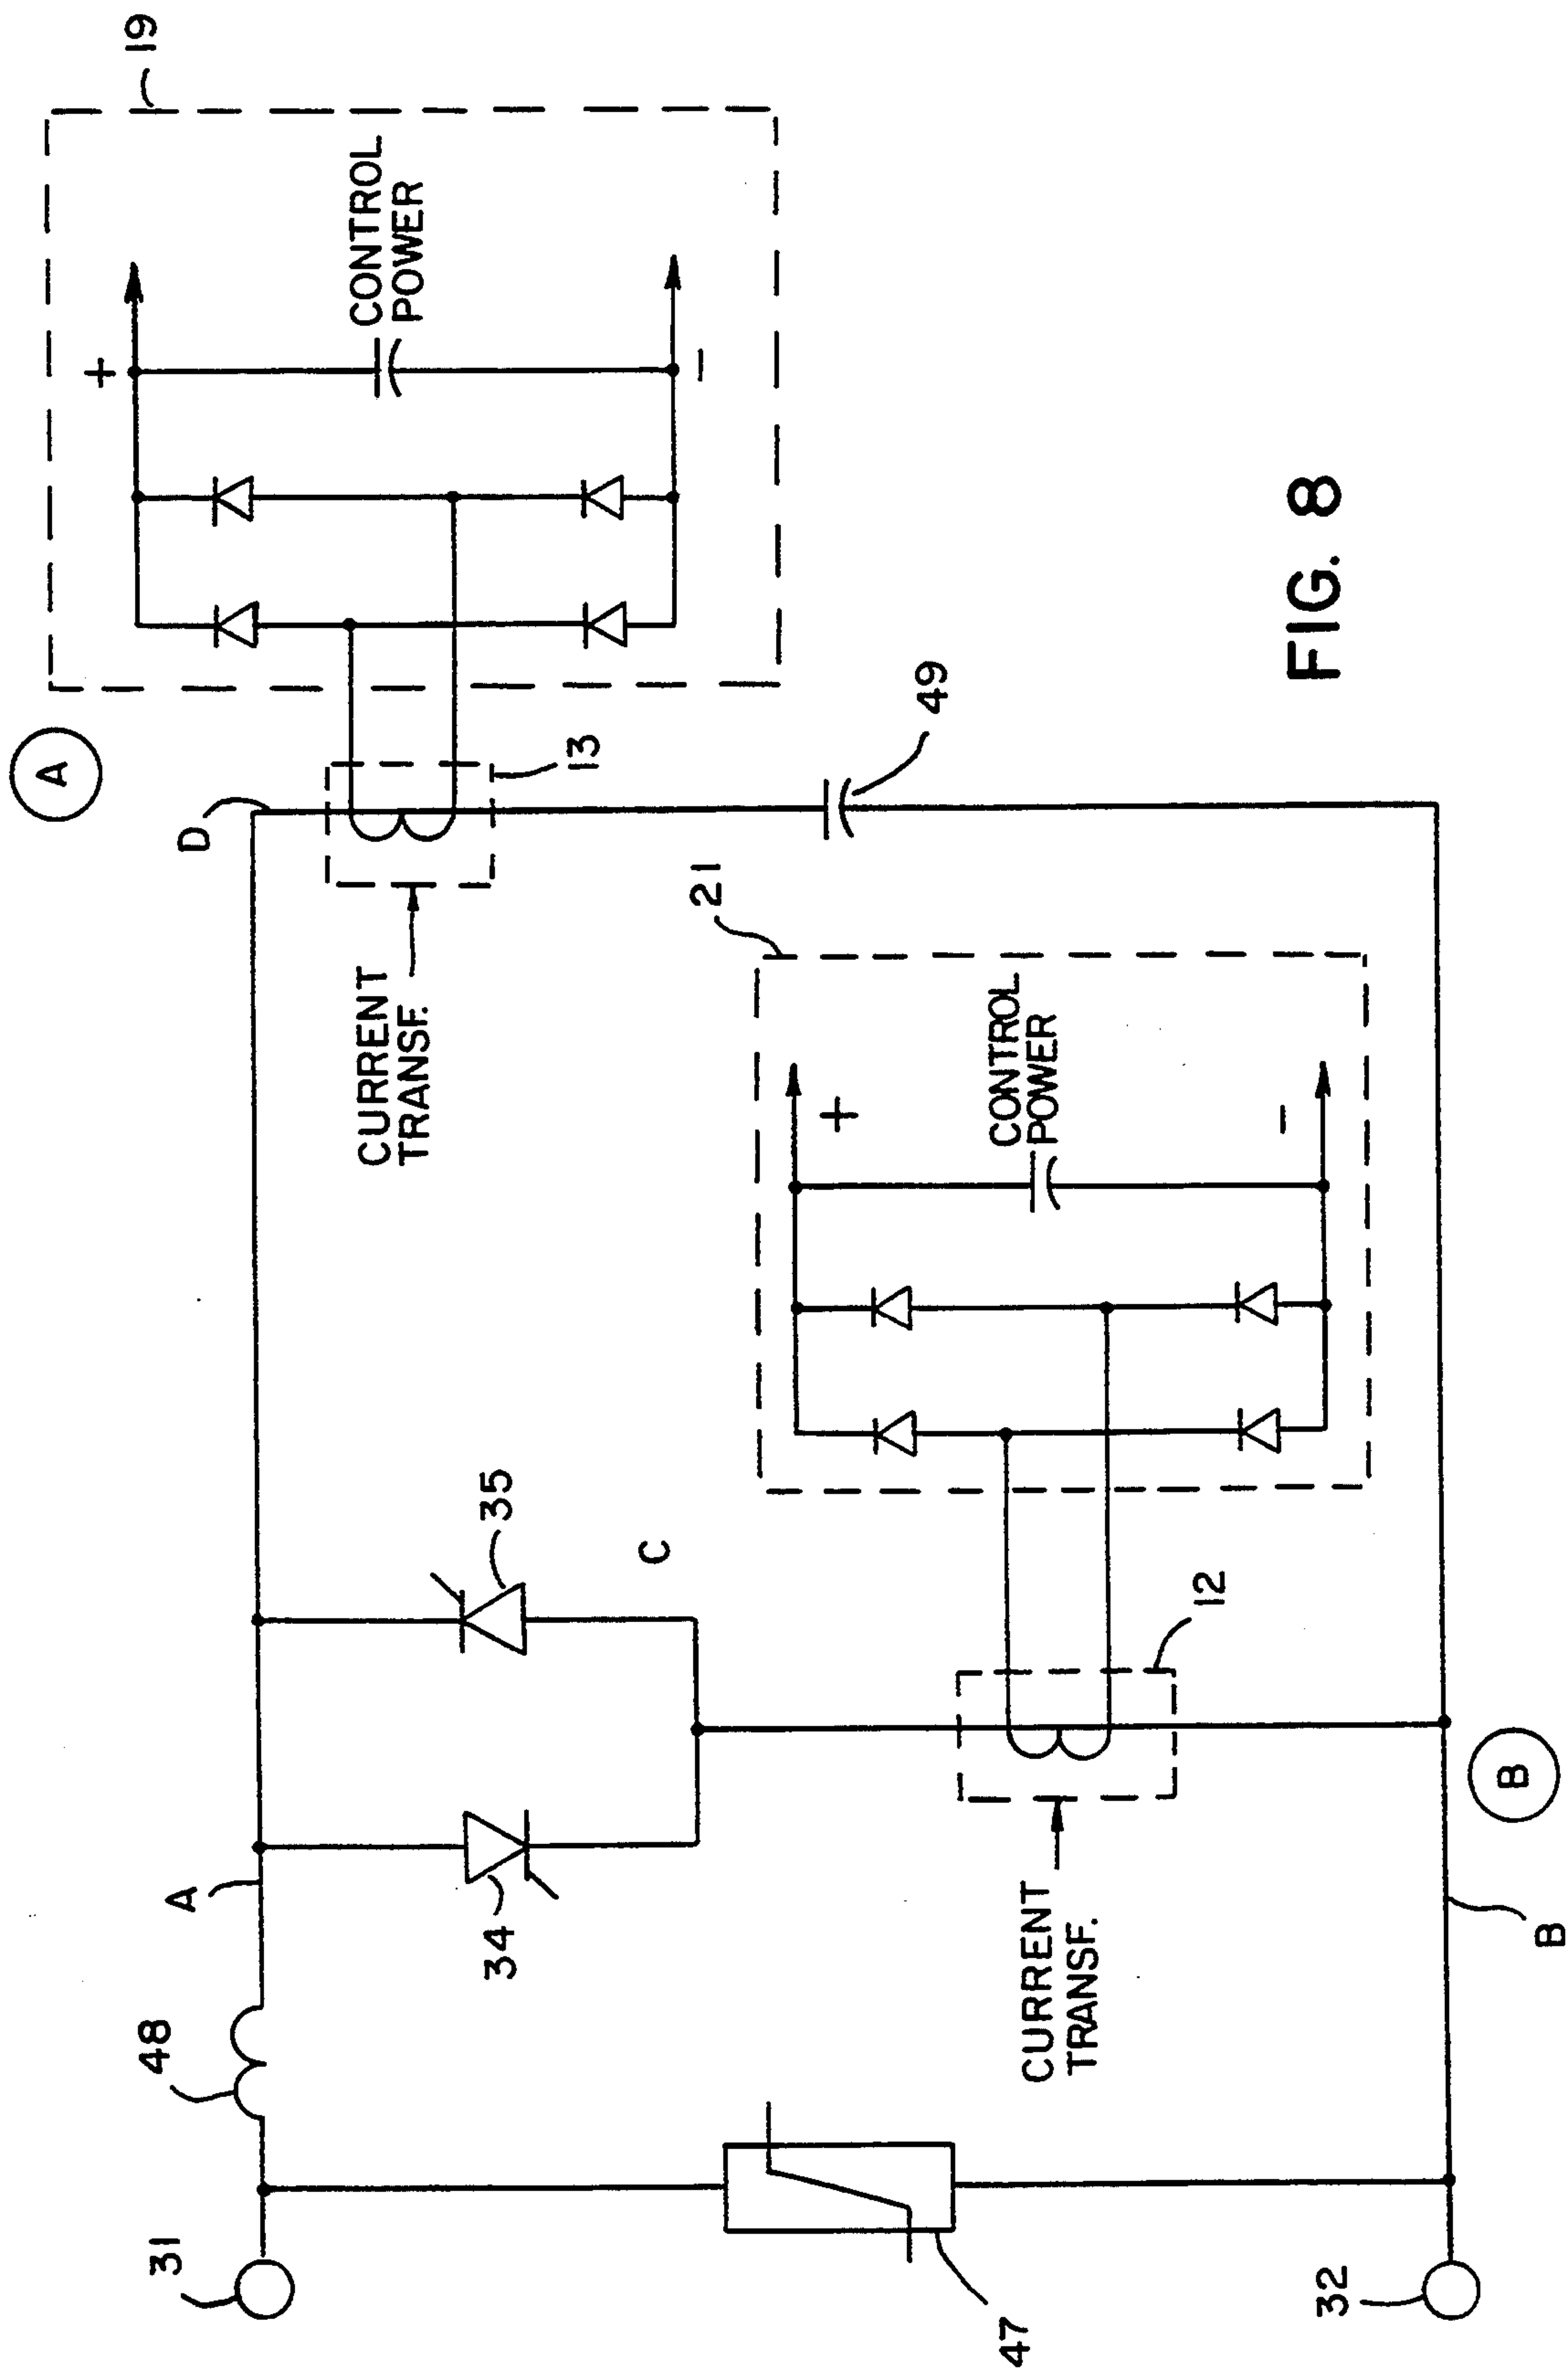 A
19
D
+
CONTROL
POWER
−
CURRENT
TRANSF.
13
49
31
48
A
34
35
C
21
+
CONTROL
POWER
−
CURRENT
TRANSF.
12
47
32
B
B
FIG. 8